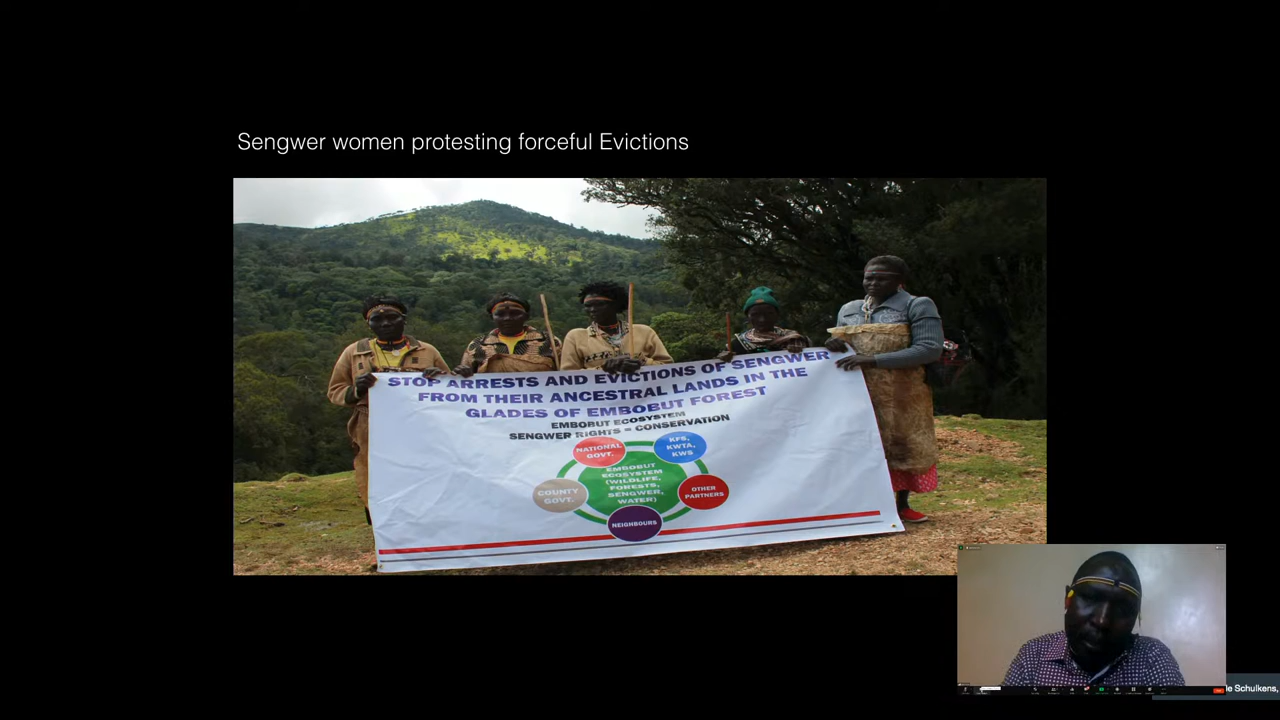 Sengwer women protesting forceful Evictions
STOP ARRESTS AND EVICTIONS OF SENGWER
FROM THEIR ANCESTRAL LANDS IN THE
GLADES OF EMBOBUT FOREST
EMBOBUT ECOSYSTEM
SENGWER RIGHTS = CONSERVATION
NATIONAL
GOVT.
KFS,
KWTA,
KWS
EMBOBUT
ECOSYSTEM
(WILDLIFE,
FORESTS,
SENGWER,
WATER)
COUNTY
GOVT.
OTHER
PARTNERS
NEIGHBOURS
Schulkens,